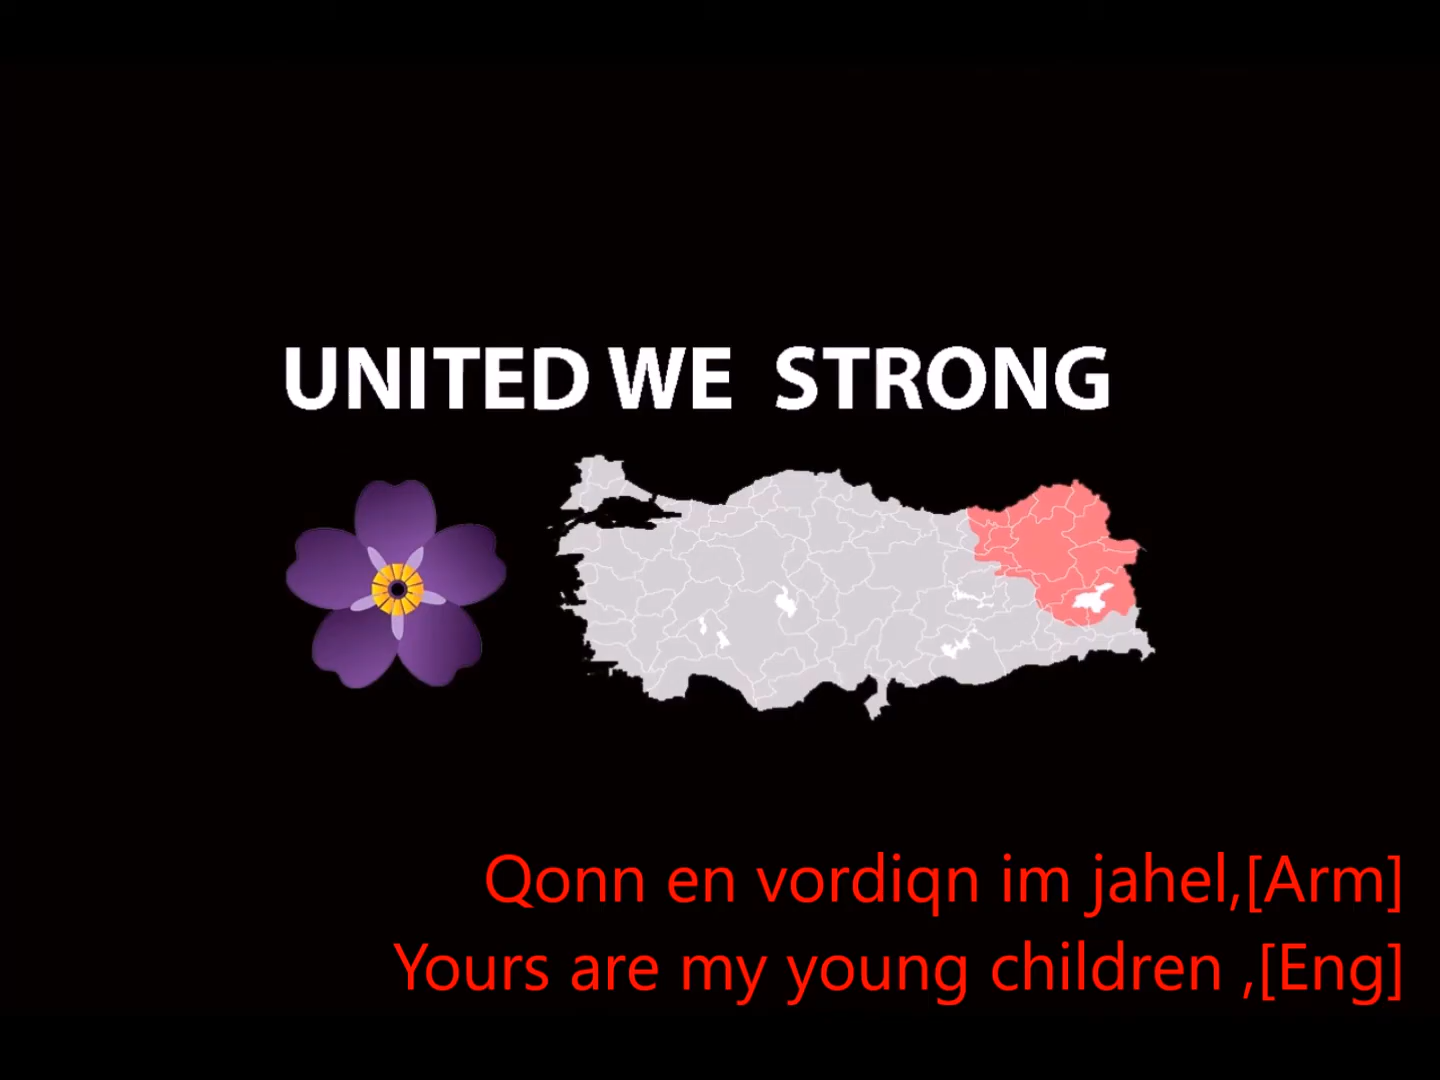 UNITED WE STRONG
Qonn en vordiqn im jahel,[Arm]
Yours are my young children ,[Eng]